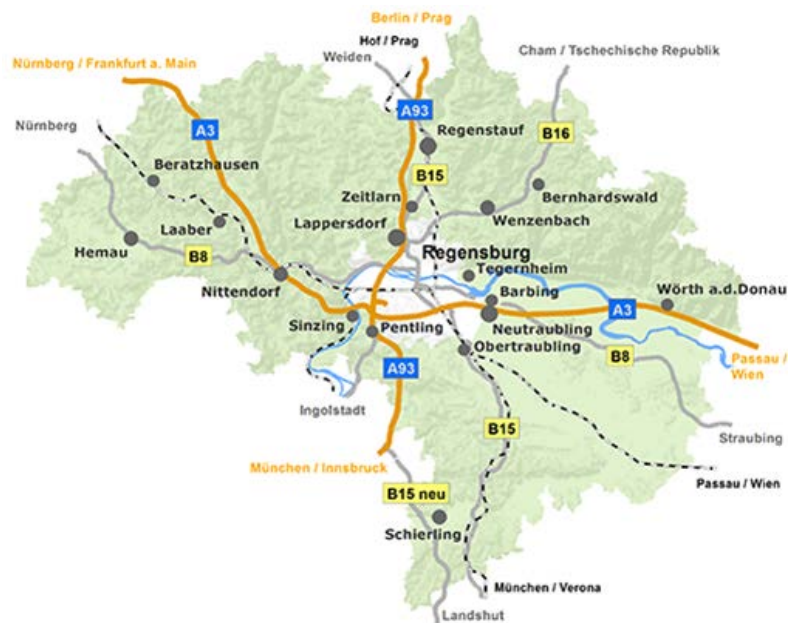 Berlin / Prag
Hof / Prag
Weiden
Cham / Tschechische Republik
Nürnberg / Frankfurt a. Main
A93
A3
Nürnberg
B16
Regenstauf
Beratzhausen
B15
Bernhardswald
Zeitlarn
Wenzenbach
Laaber
Lappersdorf
Hemau
B8
Regensburg
Tegernheim
Nittendorf
Barbing
Wörth a.d.Donau
A3
Sinzing
Pentling
Neutraubling
Obertraubling
B8
Passau /
Wien
A93
Ingolstadt
B15
Straubing
München / Innsbruck
Passau / Wien
B15 neu
Schierling
München / Verona
Landshut